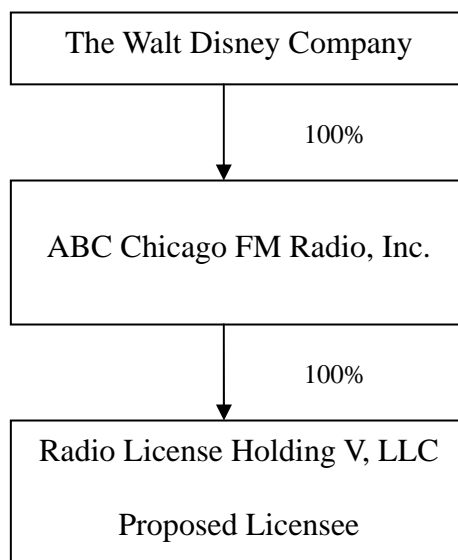 The Walt Disney Company
100%
ABC Chicago FM Radio, Inc.
100%
Radio License Holding V, LLC
Proposed Licensee